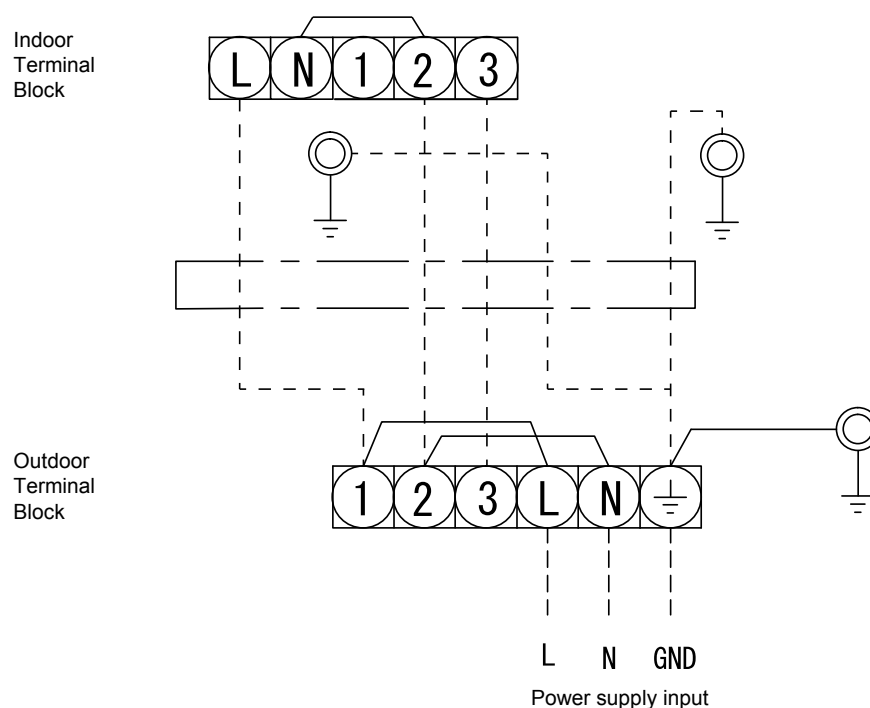 Indoor
Terminal
Block
L N 1 2 3
Outdoor
Terminal
Block
1 2 3 L N
L N GND
Power supply input